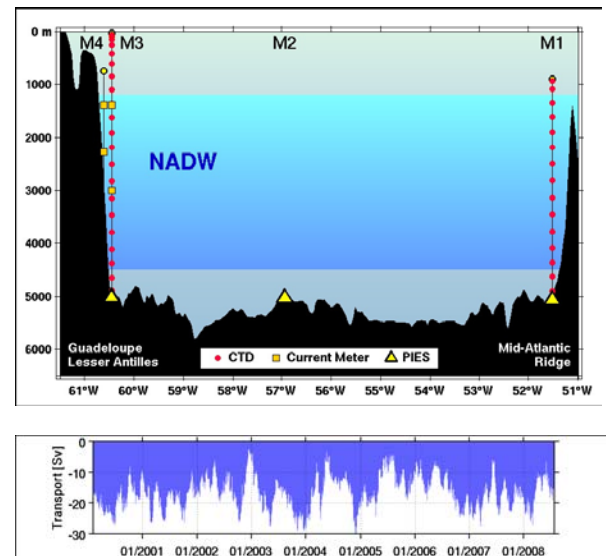 0 m M4 M3 M2 M1
1000
2000
NADW
3000
4000
5000
6000
Guadeloupe Mid-Atlantic
Lesser Antilles CTD Current Meter PIES Ridge
61°W 60°W 59°W 58°W 57°W 56°W 55°W 54°W 53°W 52°W 51°W
0
-10
-20
-30
Transport [Sv]
01/2001 01/2002 01/2003 01/2004 01/2005 01/2006 01/2007 01/2008